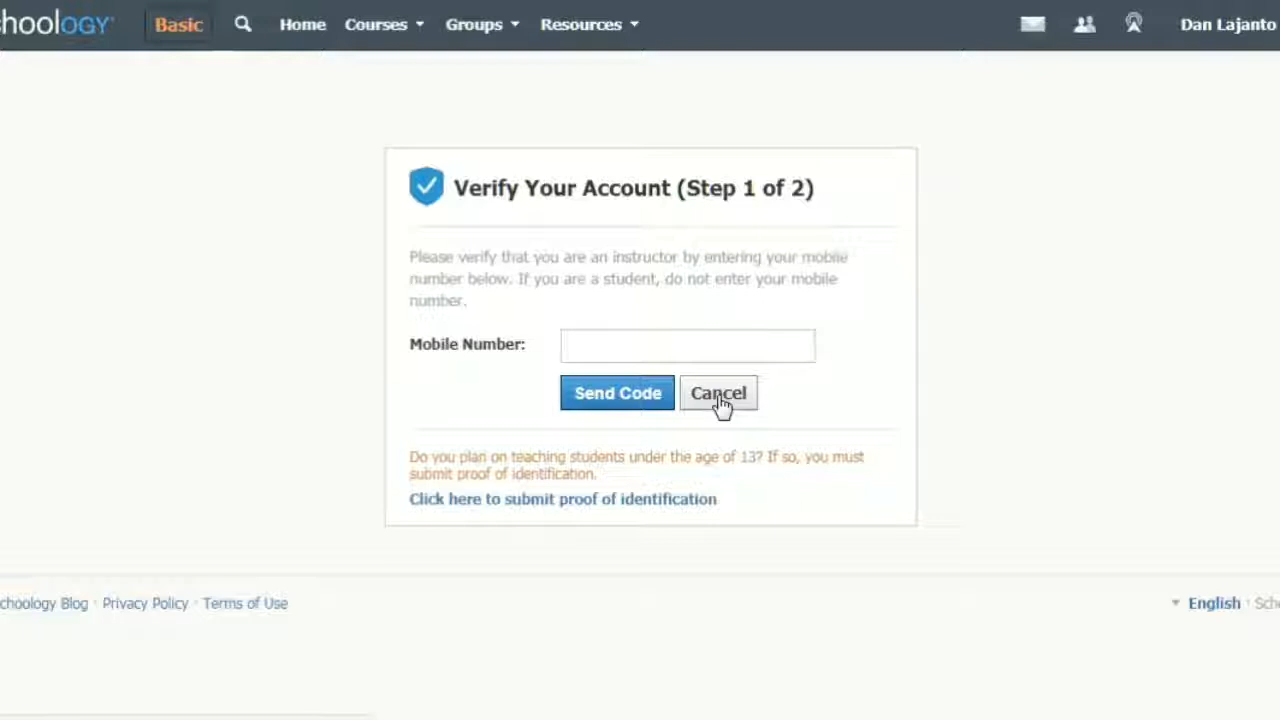 hoology Basic Home Courses Groups Resources Dan Lajanto
Verify Your Account (Step 1 of 2)
Please verify that you are an instructor by entering your mobile
number below. If you are a student, do not enter your mobile
number.
Mobile Number:
Send Code Cancel
Do you plan on teaching students under the age of 13? If so, you must
submit proof of identification.
Click here to submit proof of identification
choology Blog · Privacy Policy · Terms of Use English · Sch